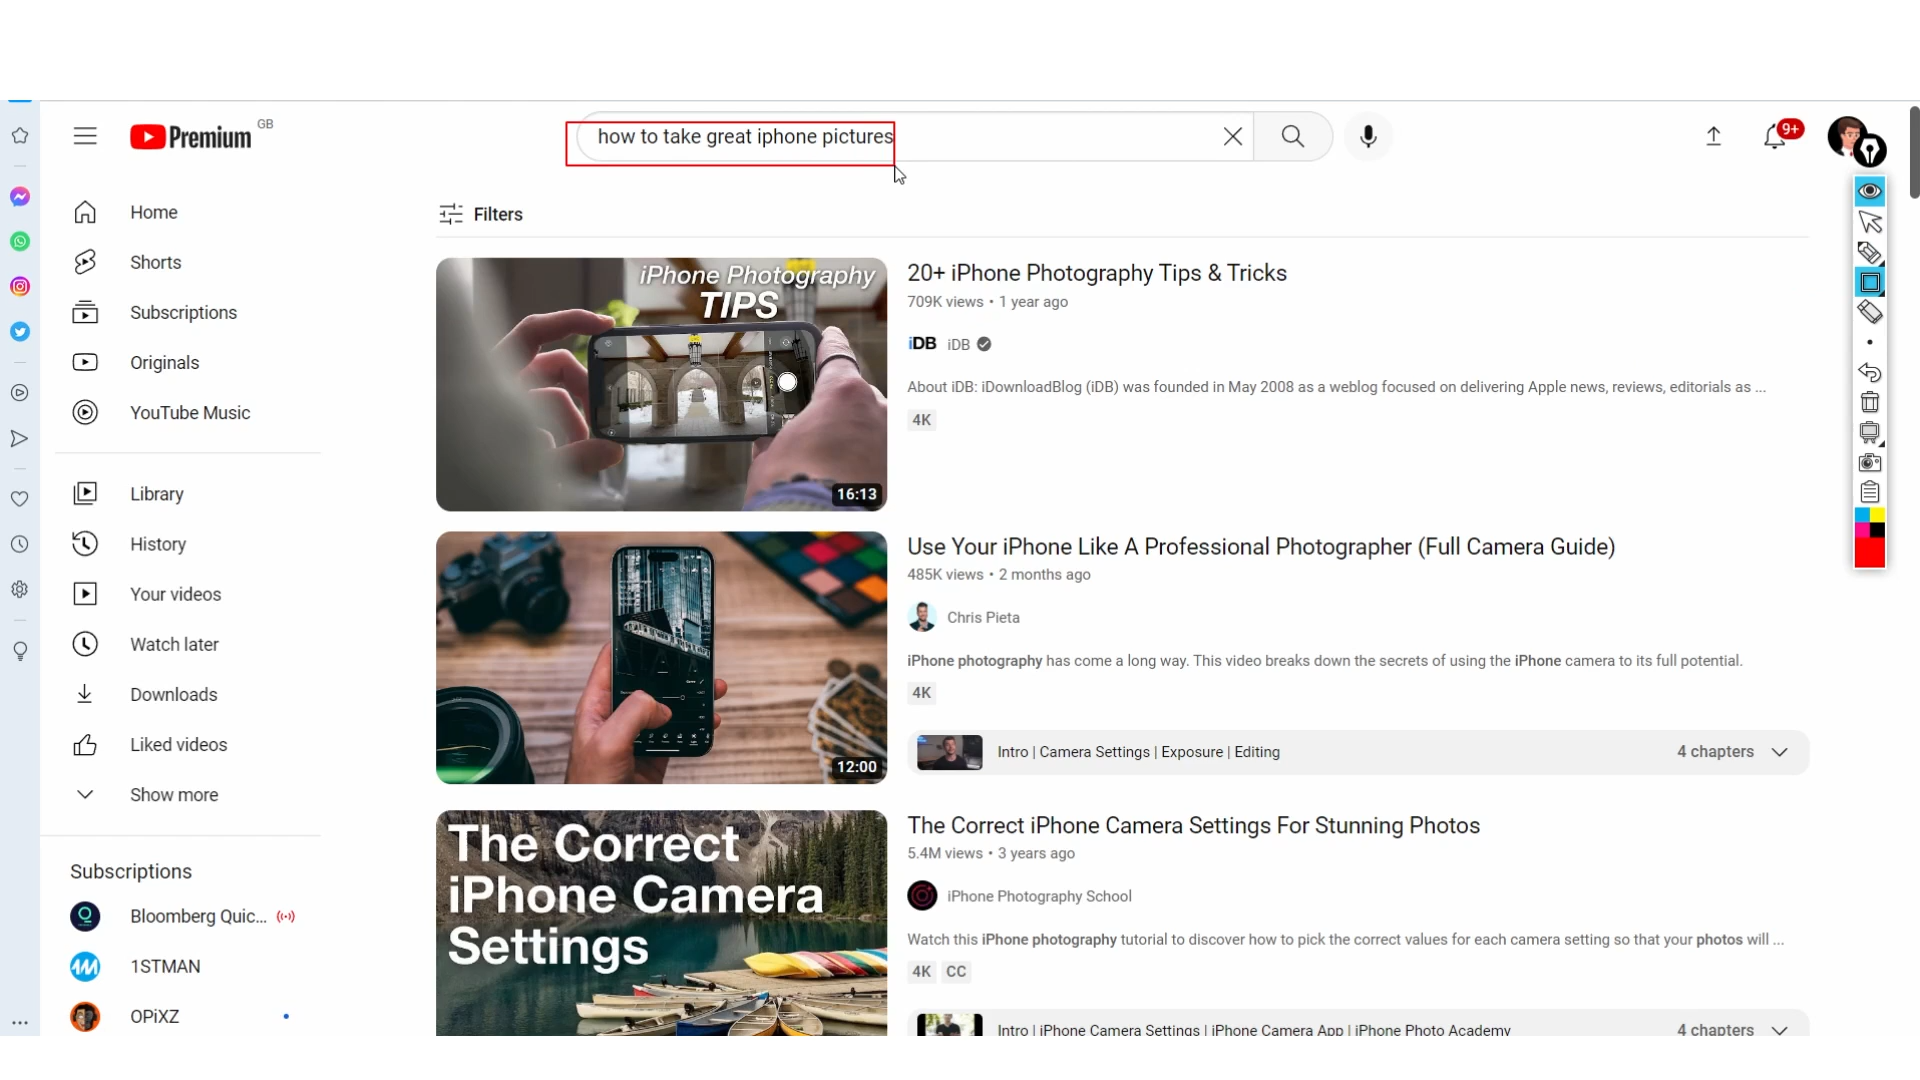 Premium GB
how to take great iphone pictures
9+
Home
Shorts
Subscriptions
Originals
YouTube Music
Library
History
Your videos
Watch later
Downloads
Liked videos
Show more
Subscriptions
Bloomberg Quic...
1STMAN
OPiXZ
Filters
iPhone Photography
TIPS
16:13
20+ iPhone Photography Tips & Tricks
709K views • 1 year ago
iDB iDB
About iDB: iDownloadBlog (iDB) was founded in May 2008 as a weblog focused on delivering Apple news, reviews, editorials as ...
4K
12:00
Use Your iPhone Like A Professional Photographer (Full Camera Guide)
485K views • 2 months ago
Chris Pieta
iPhone photography has come a long way. This video breaks down the secrets of using the iPhone camera to its full potential.
4K
Intro | Camera Settings | Exposure | Editing 4 chapters
The Correct
iPhone Camera
Settings
The Correct iPhone Camera Settings For Stunning Photos
5.4M views • 3 years ago
iPhone Photography School
Watch this iPhone photography tutorial to discover how to pick the correct values for each camera setting so that your photos will ...
4K CC
Intro | iPhone Camera Settings | iPhone Camera App | iPhone Photo Academy 4 chapters